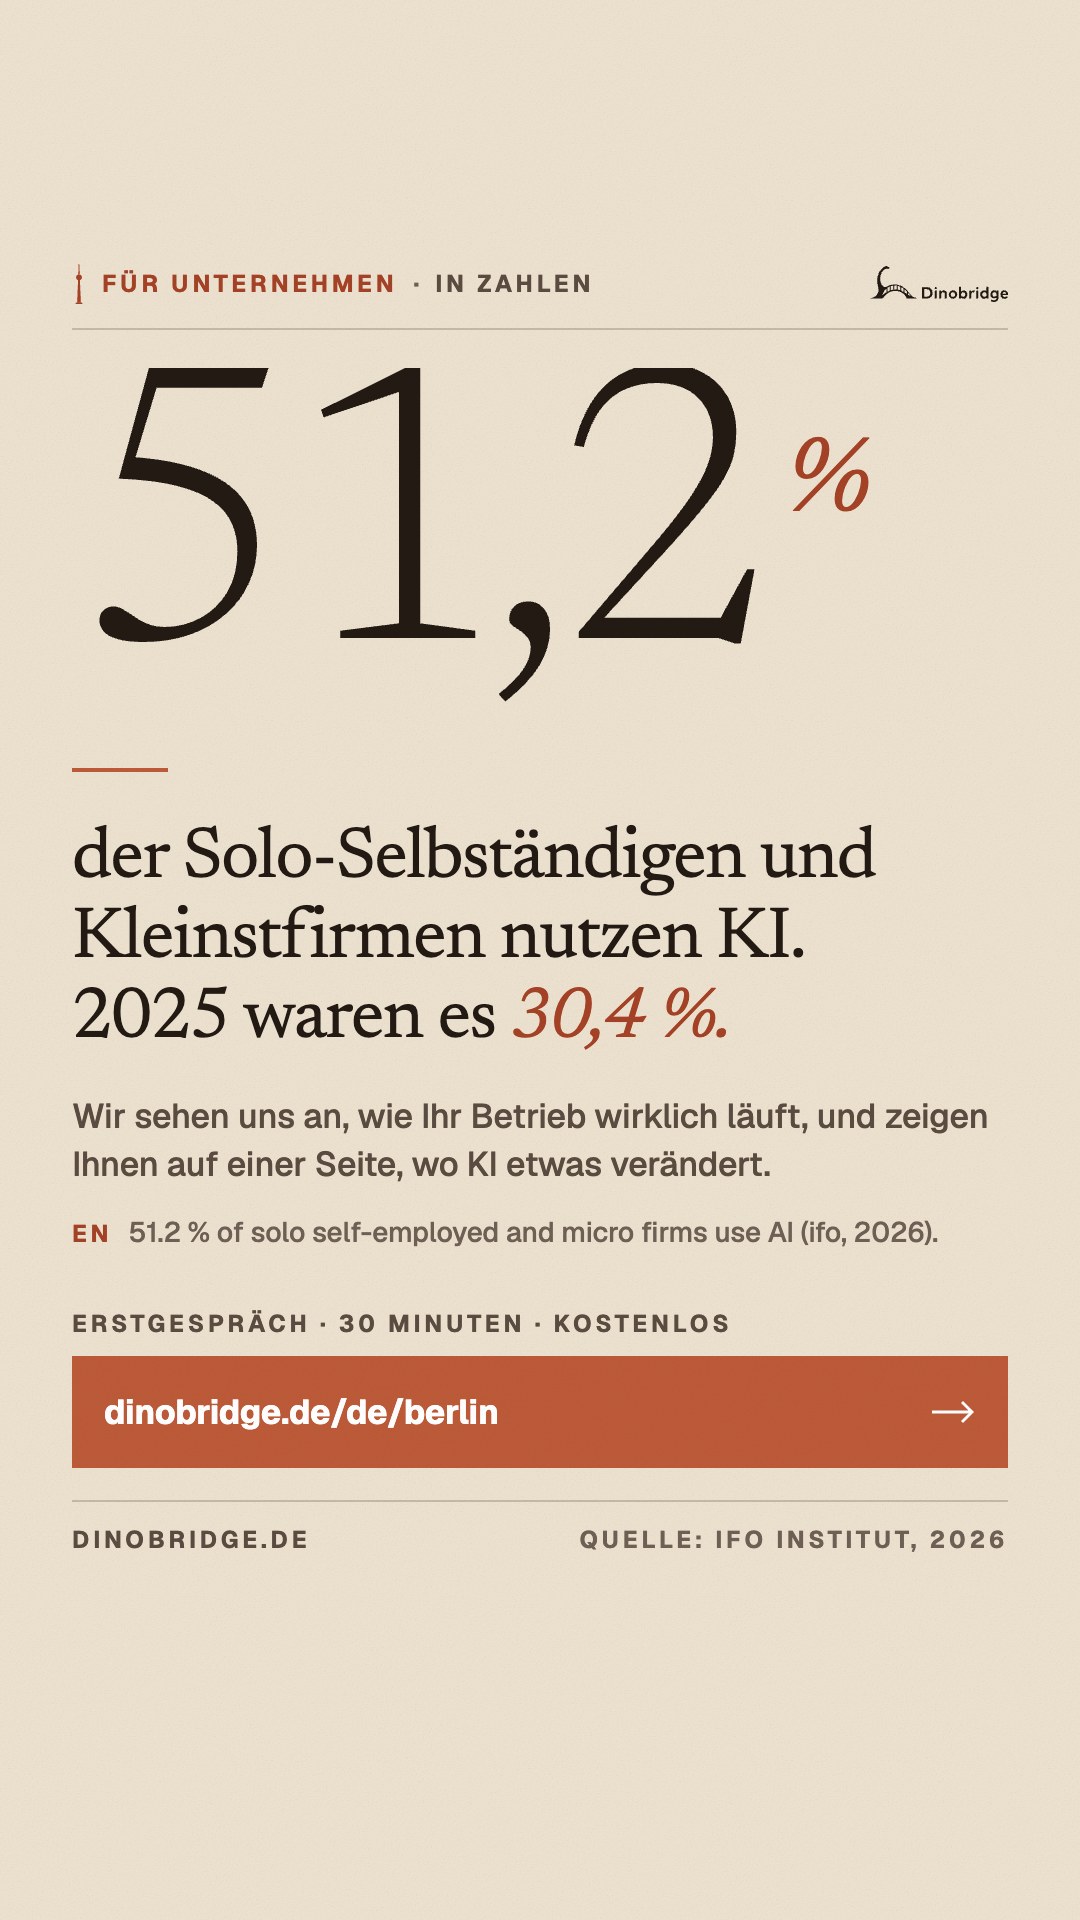 FÜR UNTERNEHMEN · IN ZAHLEN
Dinobridge
51,2 %
der Solo-Selbständigen und
Kleinstfirmen nutzen KI.
2025 waren es 30,4 %.
Wir sehen uns an, wie Ihr Betrieb wirklich läuft, und zeigen
Ihnen auf einer Seite, wo KI etwas verändert.
EN 51.2 % of solo self-employed and micro firms use AI (ifo, 2026).
ERSTGESPRÄCH · 30 MINUTEN · KOSTENLOS
dinobridge.de/de/berlin →
DINOBRIDGE.DE
QUELLE: IFO INSTITUT, 2026